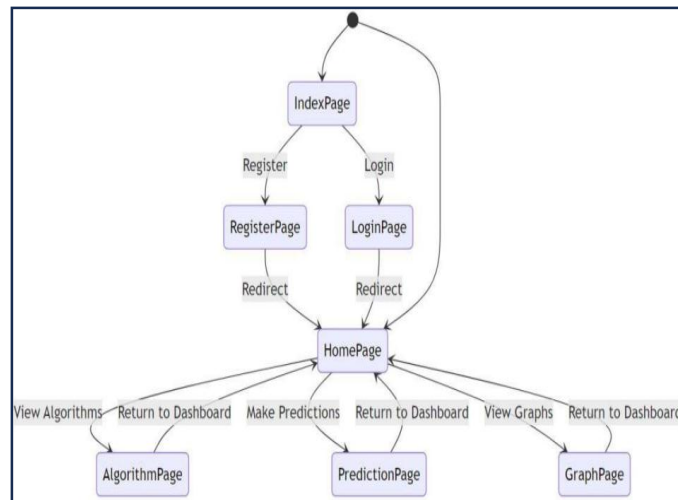 IndexPage
Register
Login
RegisterPage
LoginPage
Redirect
Redirect
HomePage
View Algorithms
Return to Dashboard
Make Predictions
Return to Dashboard
View Graphs
Return to Dashboard
AlgorithmPage
PredictionPage
GraphPage